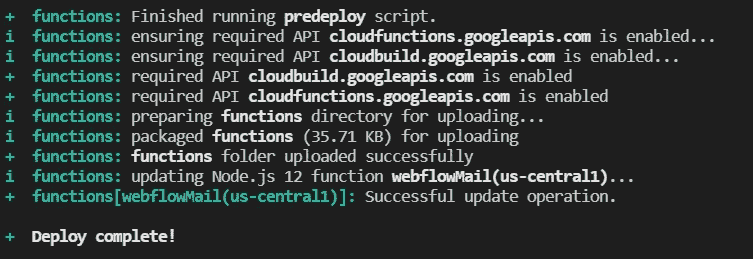 +  functions: Finished running predeploy script.
i  functions: ensuring required API cloudfunctions.googleapis.com is enabled...
i  functions: ensuring required API cloudbuild.googleapis.com is enabled...
+  functions: required API cloudbuild.googleapis.com is enabled
+  functions: required API cloudfunctions.googleapis.com is enabled
i  functions: preparing functions directory for uploading...
i  functions: packaged functions (35.71 KB) for uploading
+  functions: functions folder uploaded successfully
i  functions: updating Node.js 12 function webflowMail(us-central1)...
+  functions[webflowMail(us-central1)]: Successful update operation.
+  Deploy complete!